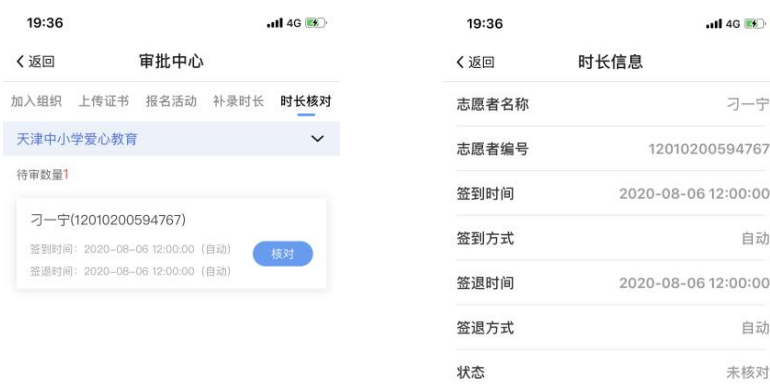 19:36
4G
返回
审批中心
加入组织 上传证书 报名活动 补录时长 时长核对
天津中小学爱心教育
待审数量1
刁一宁(12010200594767)
签到时间：2020-08-06 12:00:00（自动）
签退时间：2020-08-06 12:00:00（自动）
核对
19:36
4G
返回
时长信息
志愿者名称 刁一宁
志愿者编号 12010200594767
签到时间 2020-08-06 12:00:00
签到方式 自动
签退时间 2020-08-06 12:00:00
签退方式 自动
状态 未核对